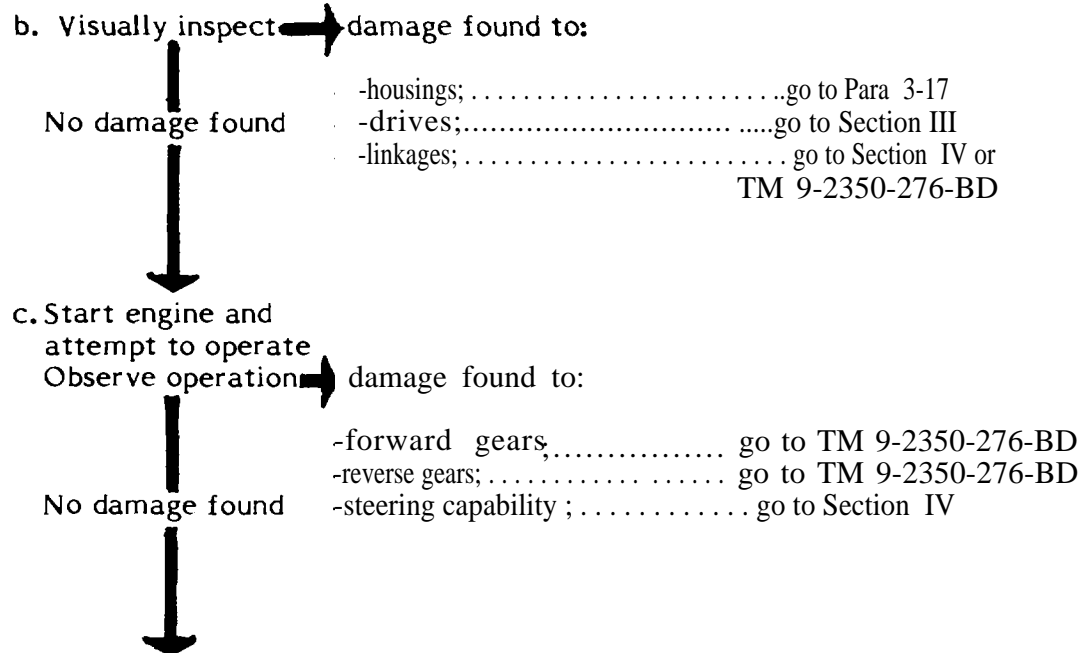 b. Visually inspect damage found to:
-housings; . . . . . . . . . . . . . . . . . . . . . . . ..go to Para 3-17
No damage found -drives;.............................. .....go to Section III
-linkages; . . . . . . . . . . . . . . . . . . . . . . . . . . go to Section IV or
TM 9-2350-276-BD
c. Start engine and
attempt to operate
Observe operation damage found to:
-forward gears,................ go to TM 9-2350-276-BD
-reverse gears; . . . . . . . . . . . . . . . . . . go to TM 9-2350-276-BD
No damage found -steering capability ; . . . . . . . . . . . . . go to Section IV